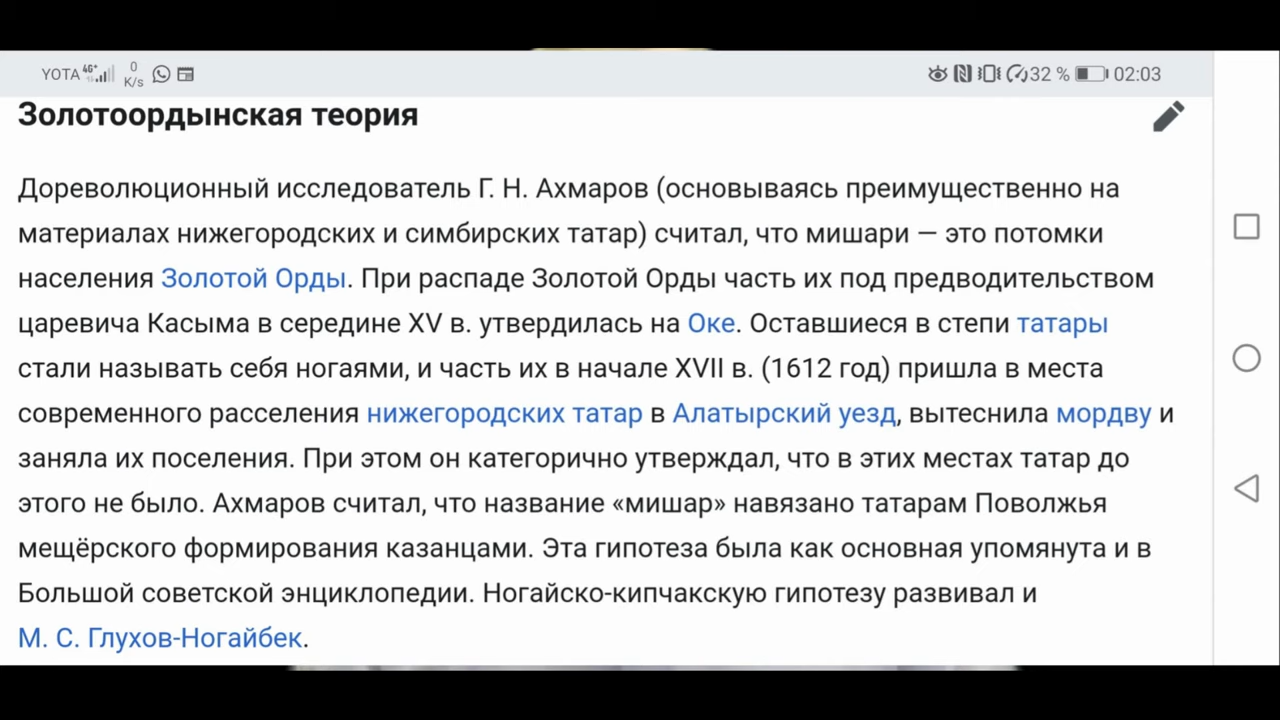 YOTA 4G+ 0 K/s 32 % 02:03
Золотоордынская теория
Дореволюционный исследователь Г. Н. Ахмаров (основываясь преимущественно на
материалах нижегородских и симбирских татар) считал, что мишари — это потомки
населения Золотой Орды. При распаде Золотой Орды часть их под предводительством
царевича Касыма в середине XV в. утвердилась на Оке. Оставшиеся в степи татары
стали называть себя ногаями, и часть их в начале XVII в. (1612 год) пришла в места
современного расселения нижегородских татар в Алатырский уезд, вытеснила мордву и
заняла их поселения. При этом он категорично утверждал, что в этих местах татар до
этого не было. Ахмаров считал, что название «мишар» навязано татарам Поволжья
мещёрского формирования казанцами. Эта гипотеза была как основная упомянута и в
Большой советской энциклопедии. Ногайско-кипчакскую гипотезу развивал и
М. С. Глухов-Ногайбек.